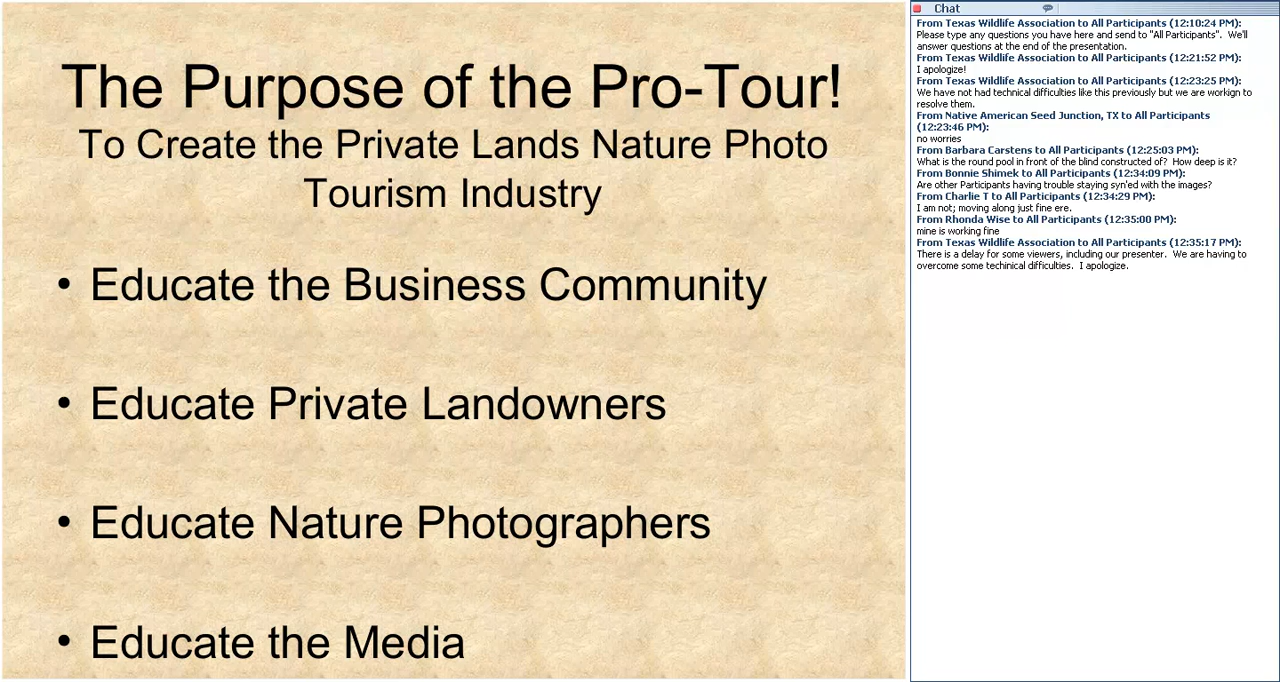 The Purpose of the Pro-Tour!
To Create the Private Lands Nature Photo
Tourism Industry
• Educate the Business Community
• Educate Private Landowners
• Educate Nature Photographers
• Educate the Media
Chat
From Texas Wildlife Association to All Participants (12:10:24 PM):
Please type any questions you have here and send to "All Participants".  We'll
answer questions at the end of the presentation.
From Texas Wildlife Association to All Participants (12:21:52 PM):
I apologize!
From Texas Wildlife Association to All Participants (12:23:25 PM):
We have not had technical difficulties like this previously but we are workign to
resolve them.
From Native American Seed Junction, TX to All Participants
(12:23:46 PM):
no worries
From Barbara Carstens to All Participants (12:25:03 PM):
What is the round pool in front of the blind constructed of?  How deep is it?
From Bonnie Shimek to All Participants (12:34:09 PM):
Are other Participants having trouble staying syn'ed with the images?
From Charlie T to All Participants (12:34:29 PM):
I am not; moving along just fine ere.
From Rhonda Wise to All Participants (12:35:00 PM):
mine is working fine
From Texas Wildlife Association to All Participants (12:35:17 PM):
There is a delay for some viewers, including our presenter.  We are having to
overcome some techinical difficulties.  I apologize.